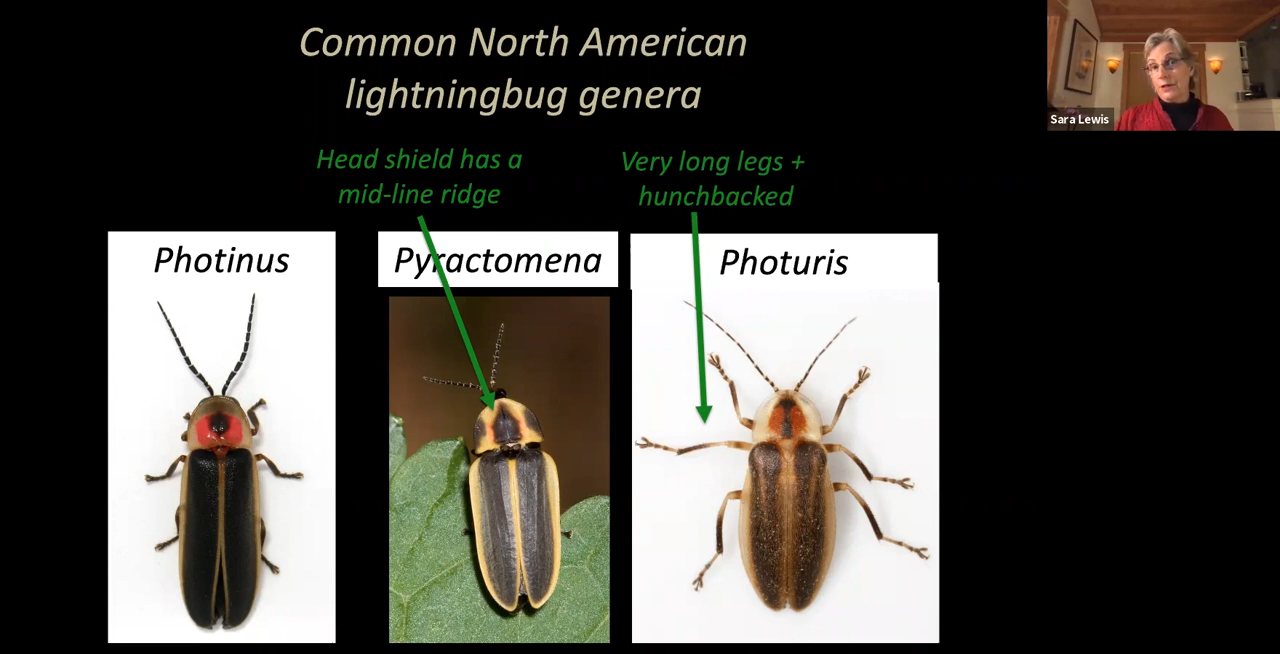 Common North American
lightningbug genera
Sara Lewis
Head shield has a
mid-line ridge
Very long legs +
hunchbacked
Photinus
Pyractomena
Photuris